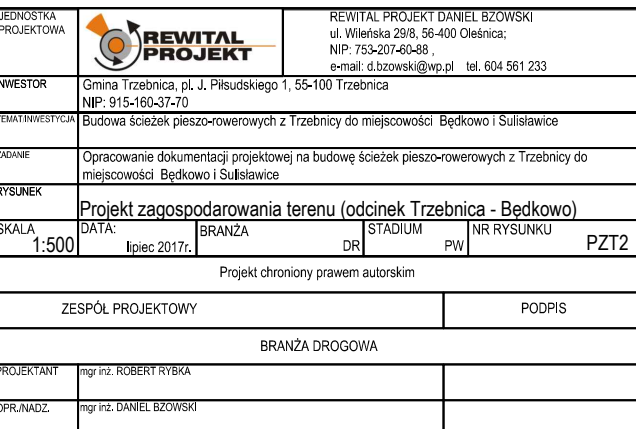 JEDNOSTKA
PROJEKTOWA
REWITAL
PROJEKT
REWITAL PROJEKT DANIEL BZOWSKI
ul. Wileńska 29/8, 56-400 Oleśnica;
NIP: 753-207-60-88 ,
e-mail: d.bzowski@wp.pl tel. 604 561 233
INWESTOR
Gmina Trzebnica, pl. J. Piłsudskiego 1, 55-100 Trzebnica
NIP: 915-160-37-70
TEMAT/INWESTYCJA
Budowa ścieżek pieszo-rowerowych z Trzebnicy do miejscowości Będkowo i Sulisławice
ZADANIE
Opracowanie dokumentacji projektowej na budowę ścieżek pieszo-rowerowych z Trzebnicy do
miejscowości Będkowo i Sulisławice
RYSUNEK
Projekt zagospodarowania terenu (odcinek Trzebnica - Będkowo)
SKALA
1:500
DATA:
lipiec 2017r.
BRANŻA
DR
STADIUM
PW
NR RYSUNKU
PZT2
Projekt chroniony prawem autorskim
ZESPÓŁ PROJEKTOWY
PODPIS
BRANŻA DROGOWA
PROJEKTANT
mgr inż. ROBERT RYBKA
OPR./NADZ.
mgr inż. DANIEL BZOWSKI